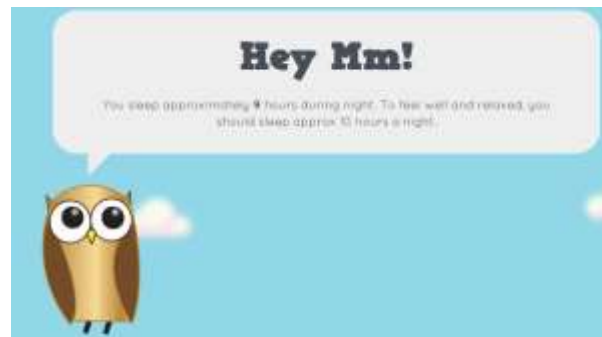 Hey Mm!
You sleep approximately 9 hours during night. To feel well and relaxed, you
should sleep approx 10 hours a night.